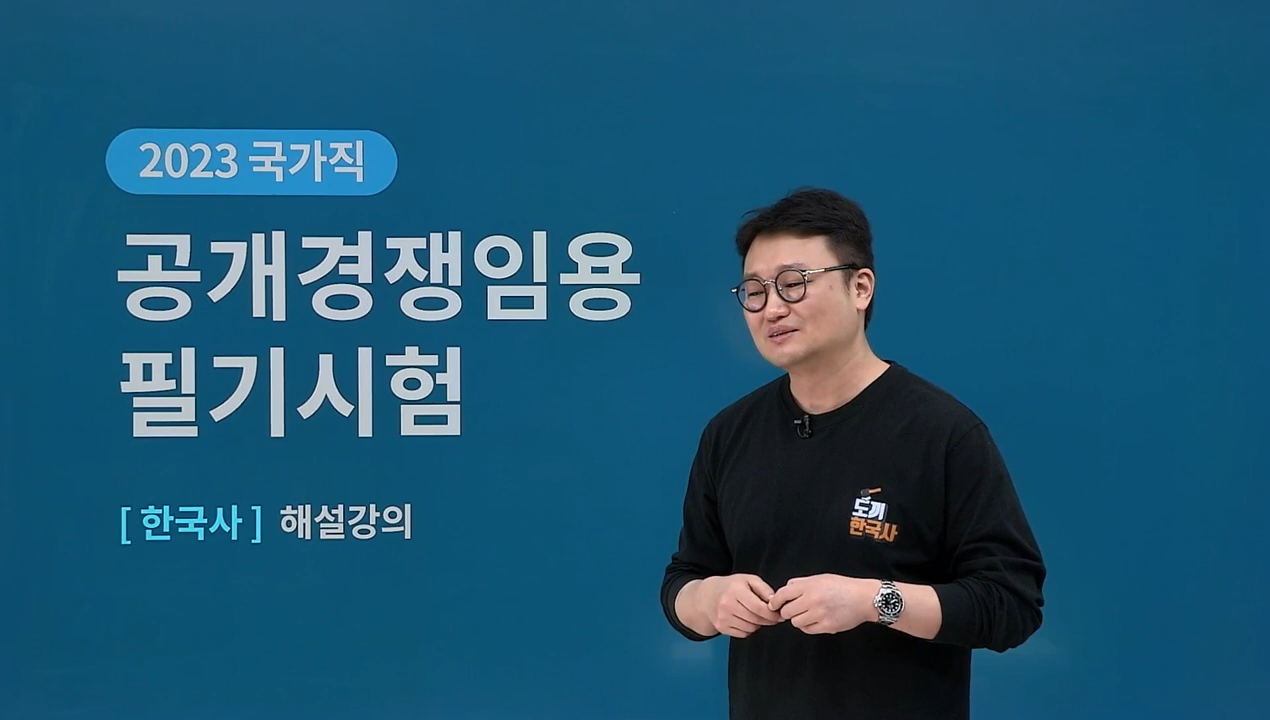 2023 국가직
공개경쟁임용
필기시험
[ 한국사 ] 해설강의
도끼
한국사